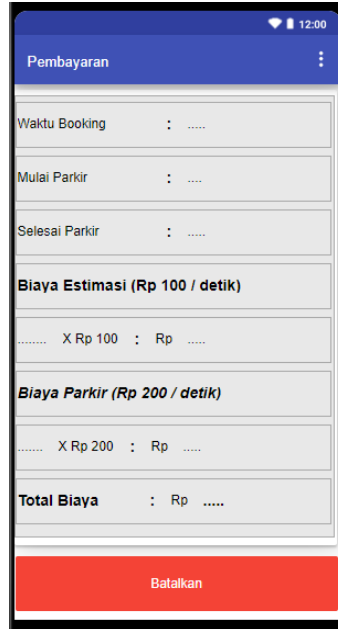 12:00
Pembayaran
Waktu Booking : .....
Mulai Parkir : ....
Selesai Parkir : .....
Biaya Estimasi (Rp 100 / detik)
........ X Rp 100 : Rp .....
Biaya Parkir (Rp 200 / detik)
....... X Rp 200 : Rp .....
Total Biaya : Rp .....
Batalkan